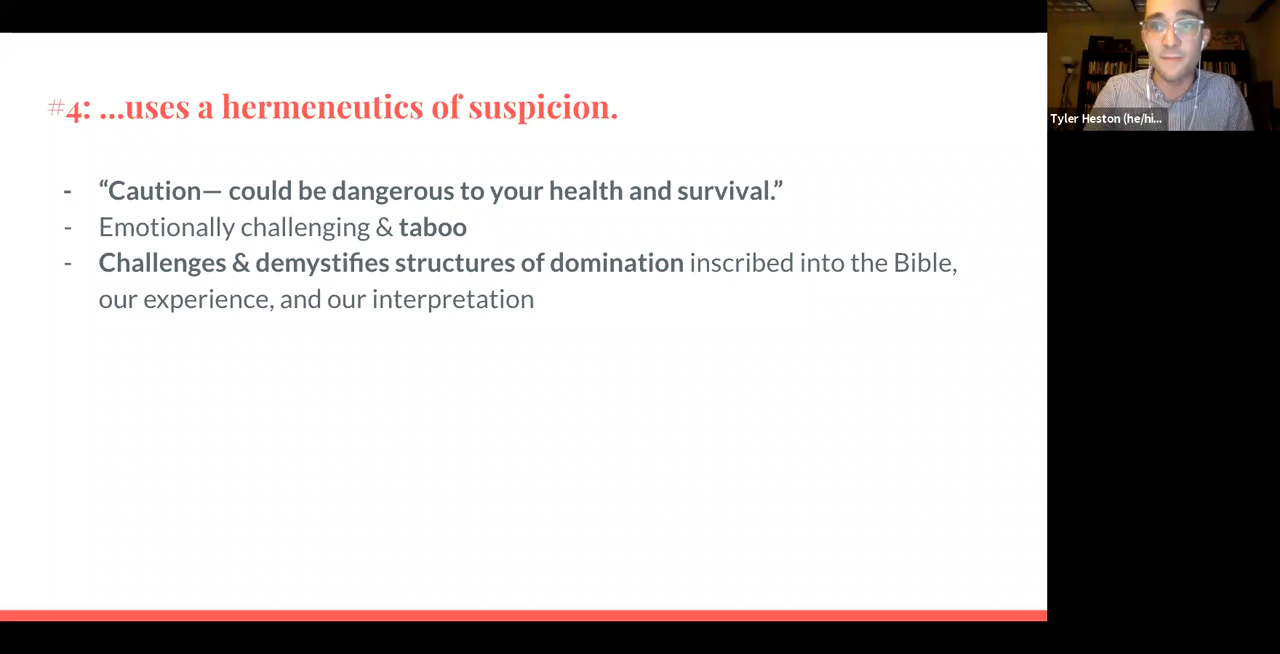 #4: ...uses a hermeneutics of suspicion.
- “Caution— could be dangerous to your health and survival.”
- Emotionally challenging & taboo
- Challenges & demystifies structures of domination inscribed into the Bible,
our experience, and our interpretation
Tyler Heston (he/hi...